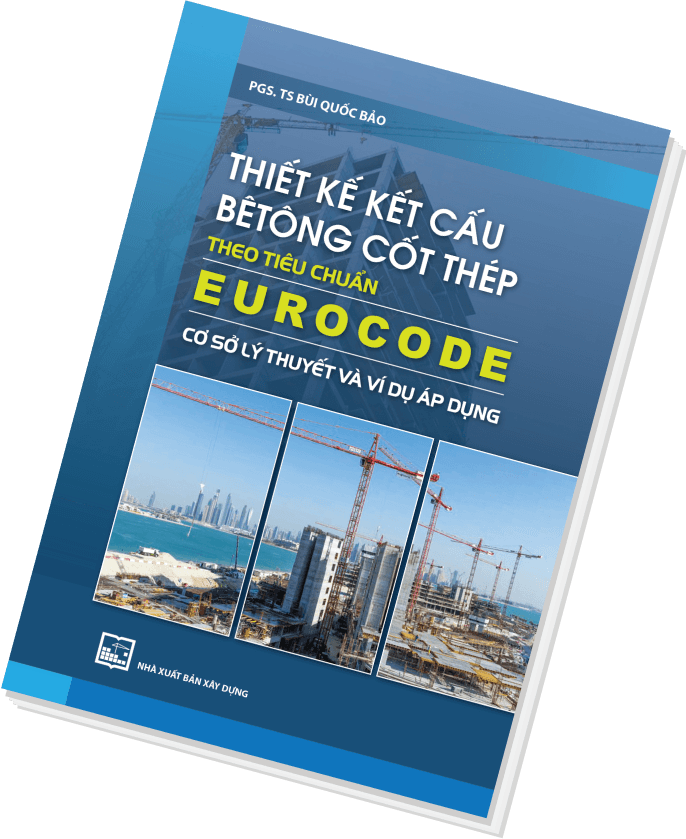 PGS. TS BÙI QUỐC BẢO
THIẾT KẾ KẾT CẤU
BÊTÔNG CỐT THÉP
THEO TIÊU CHUẨN
EUROCODE
CƠ SỞ LÝ THUYẾT VÀ VÍ DỤ ÁP DỤNG
NHÀ XUẤT BẢN XÂY DỰNG